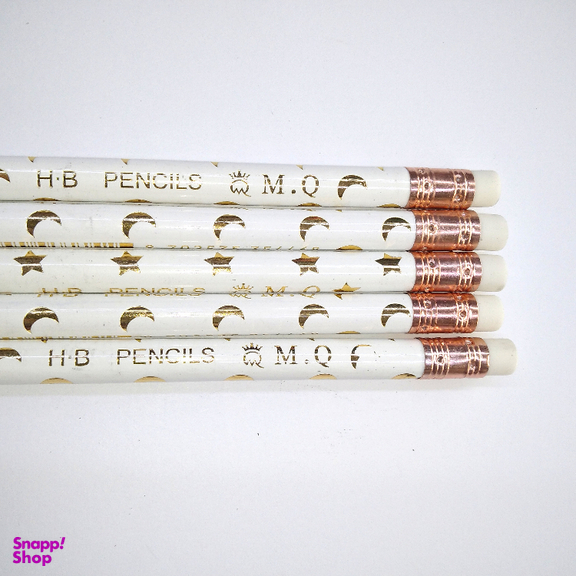 H·B PENCILS M.Q
H·B PENCILS M.Q
H·B PENCILS M.Q
Snapp!
Shop